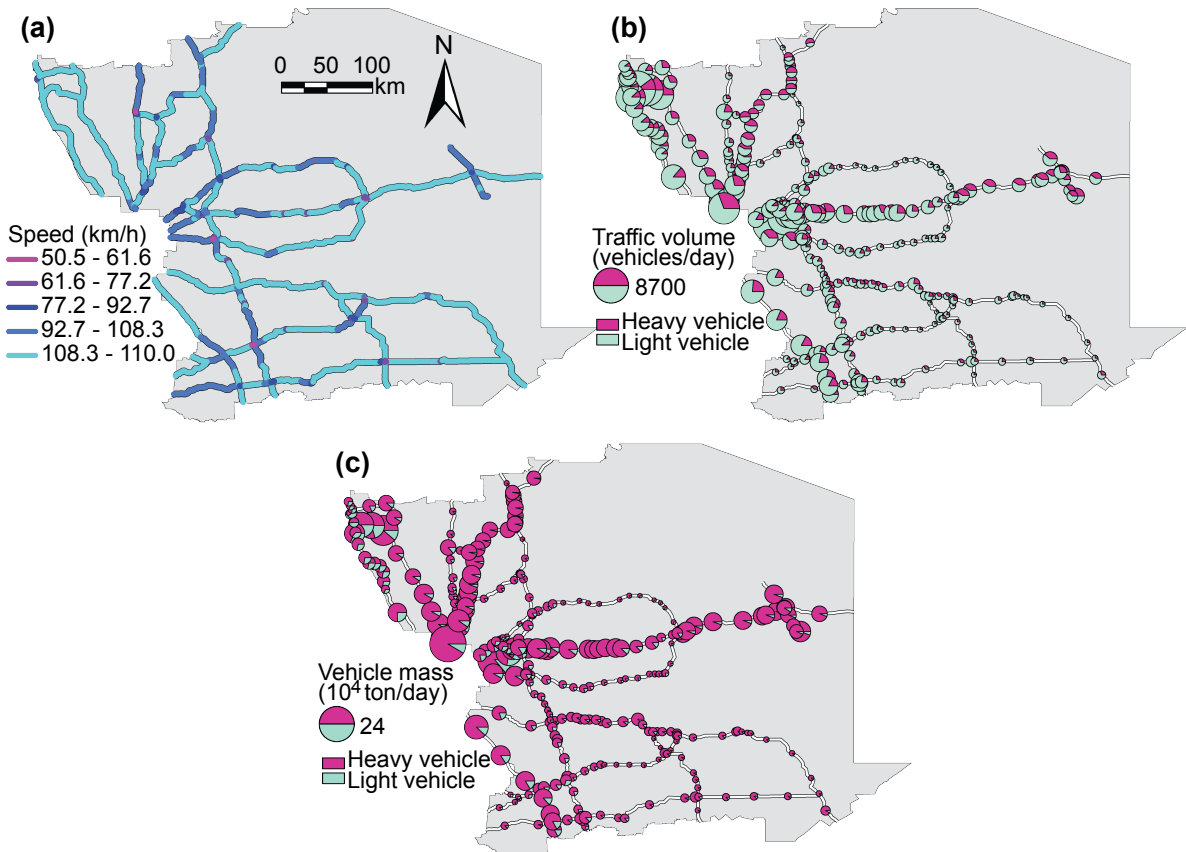 (a)
N
0 50 100
km
Speed (km/h)
50.5 - 61.6
61.6 - 77.2
77.2 - 92.7
92.7 - 108.3
108.3 - 110.0
(b)
Traffic volume
(vehicles/day)
8700
Heavy vehicle
Light vehicle
(c)
Vehicle mass
(10⁴ ton/day)
24
Heavy vehicle
Light vehicle